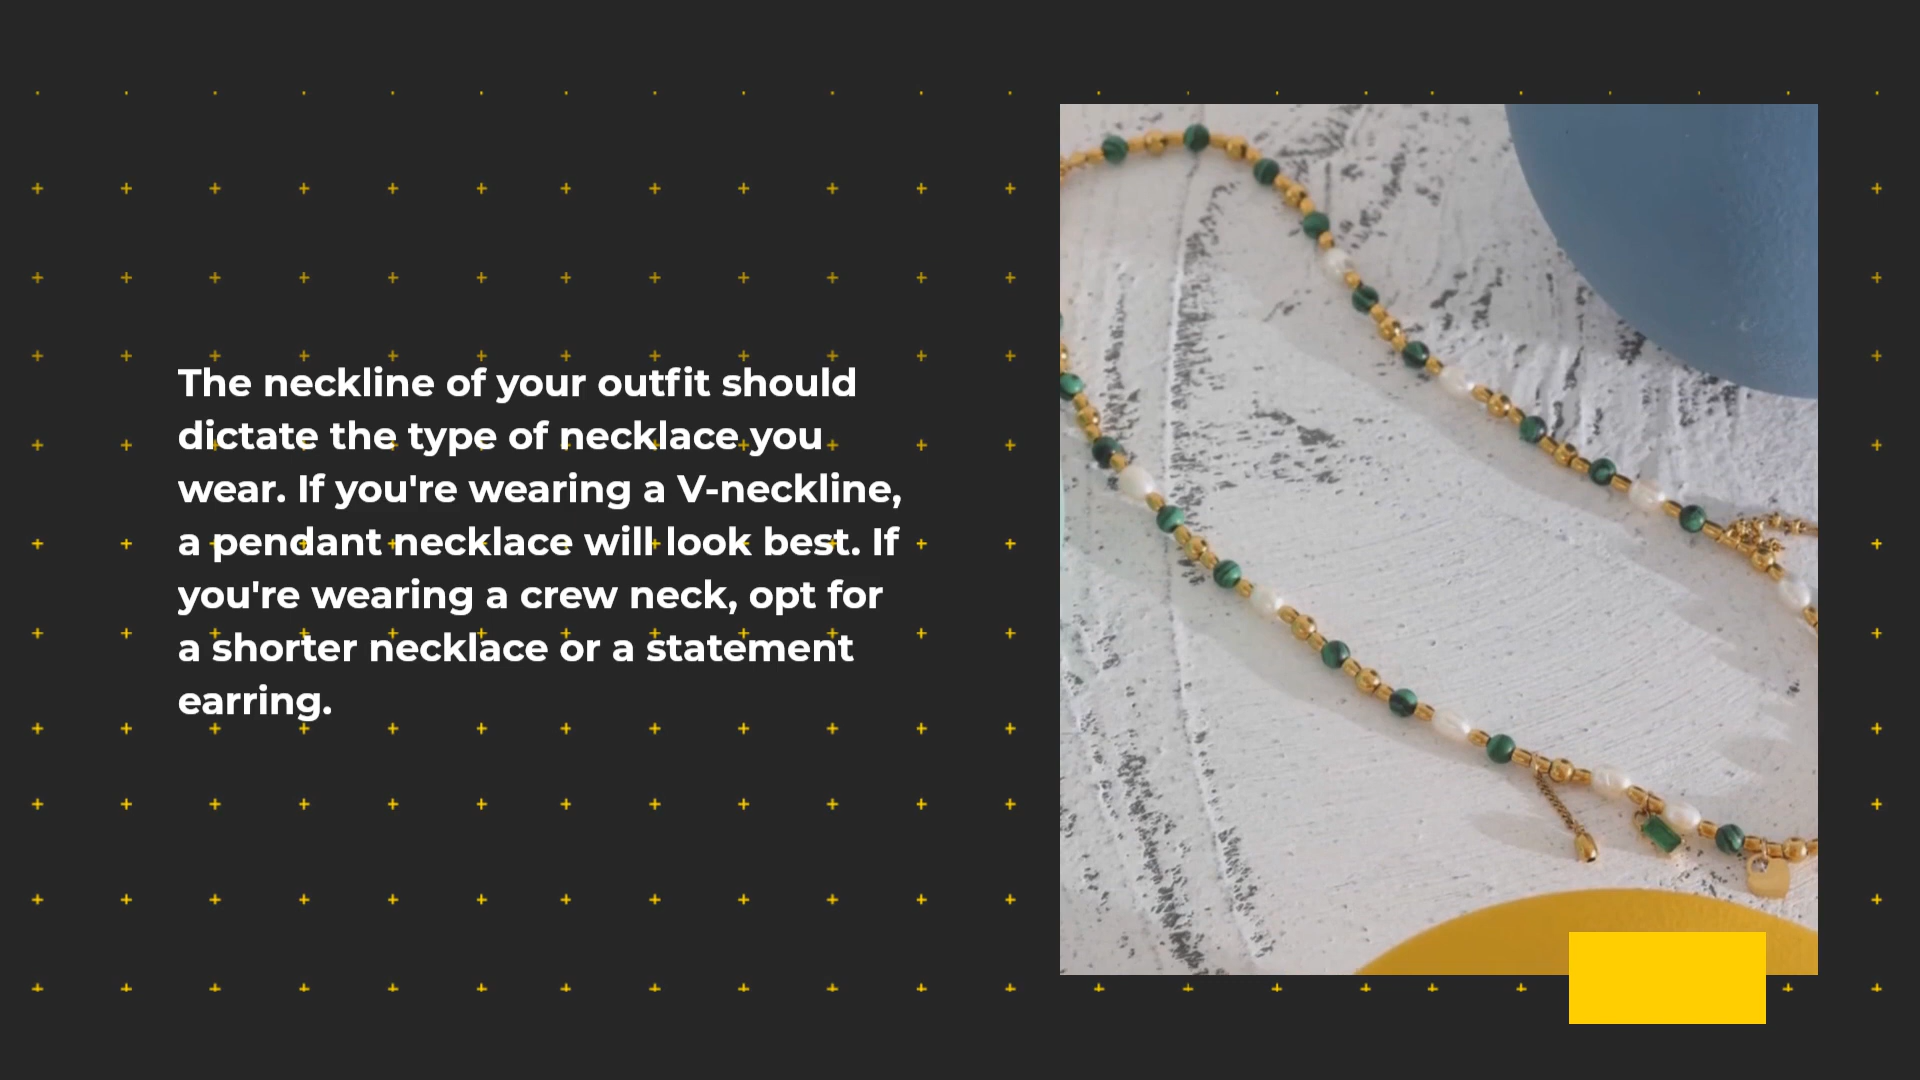 The neckline of your outfit should
dictate the type of necklace you
wear. If you're wearing a V-neckline,
a pendant necklace will look best. If
you're wearing a crew neck, opt for
a shorter necklace or a statement
earring.